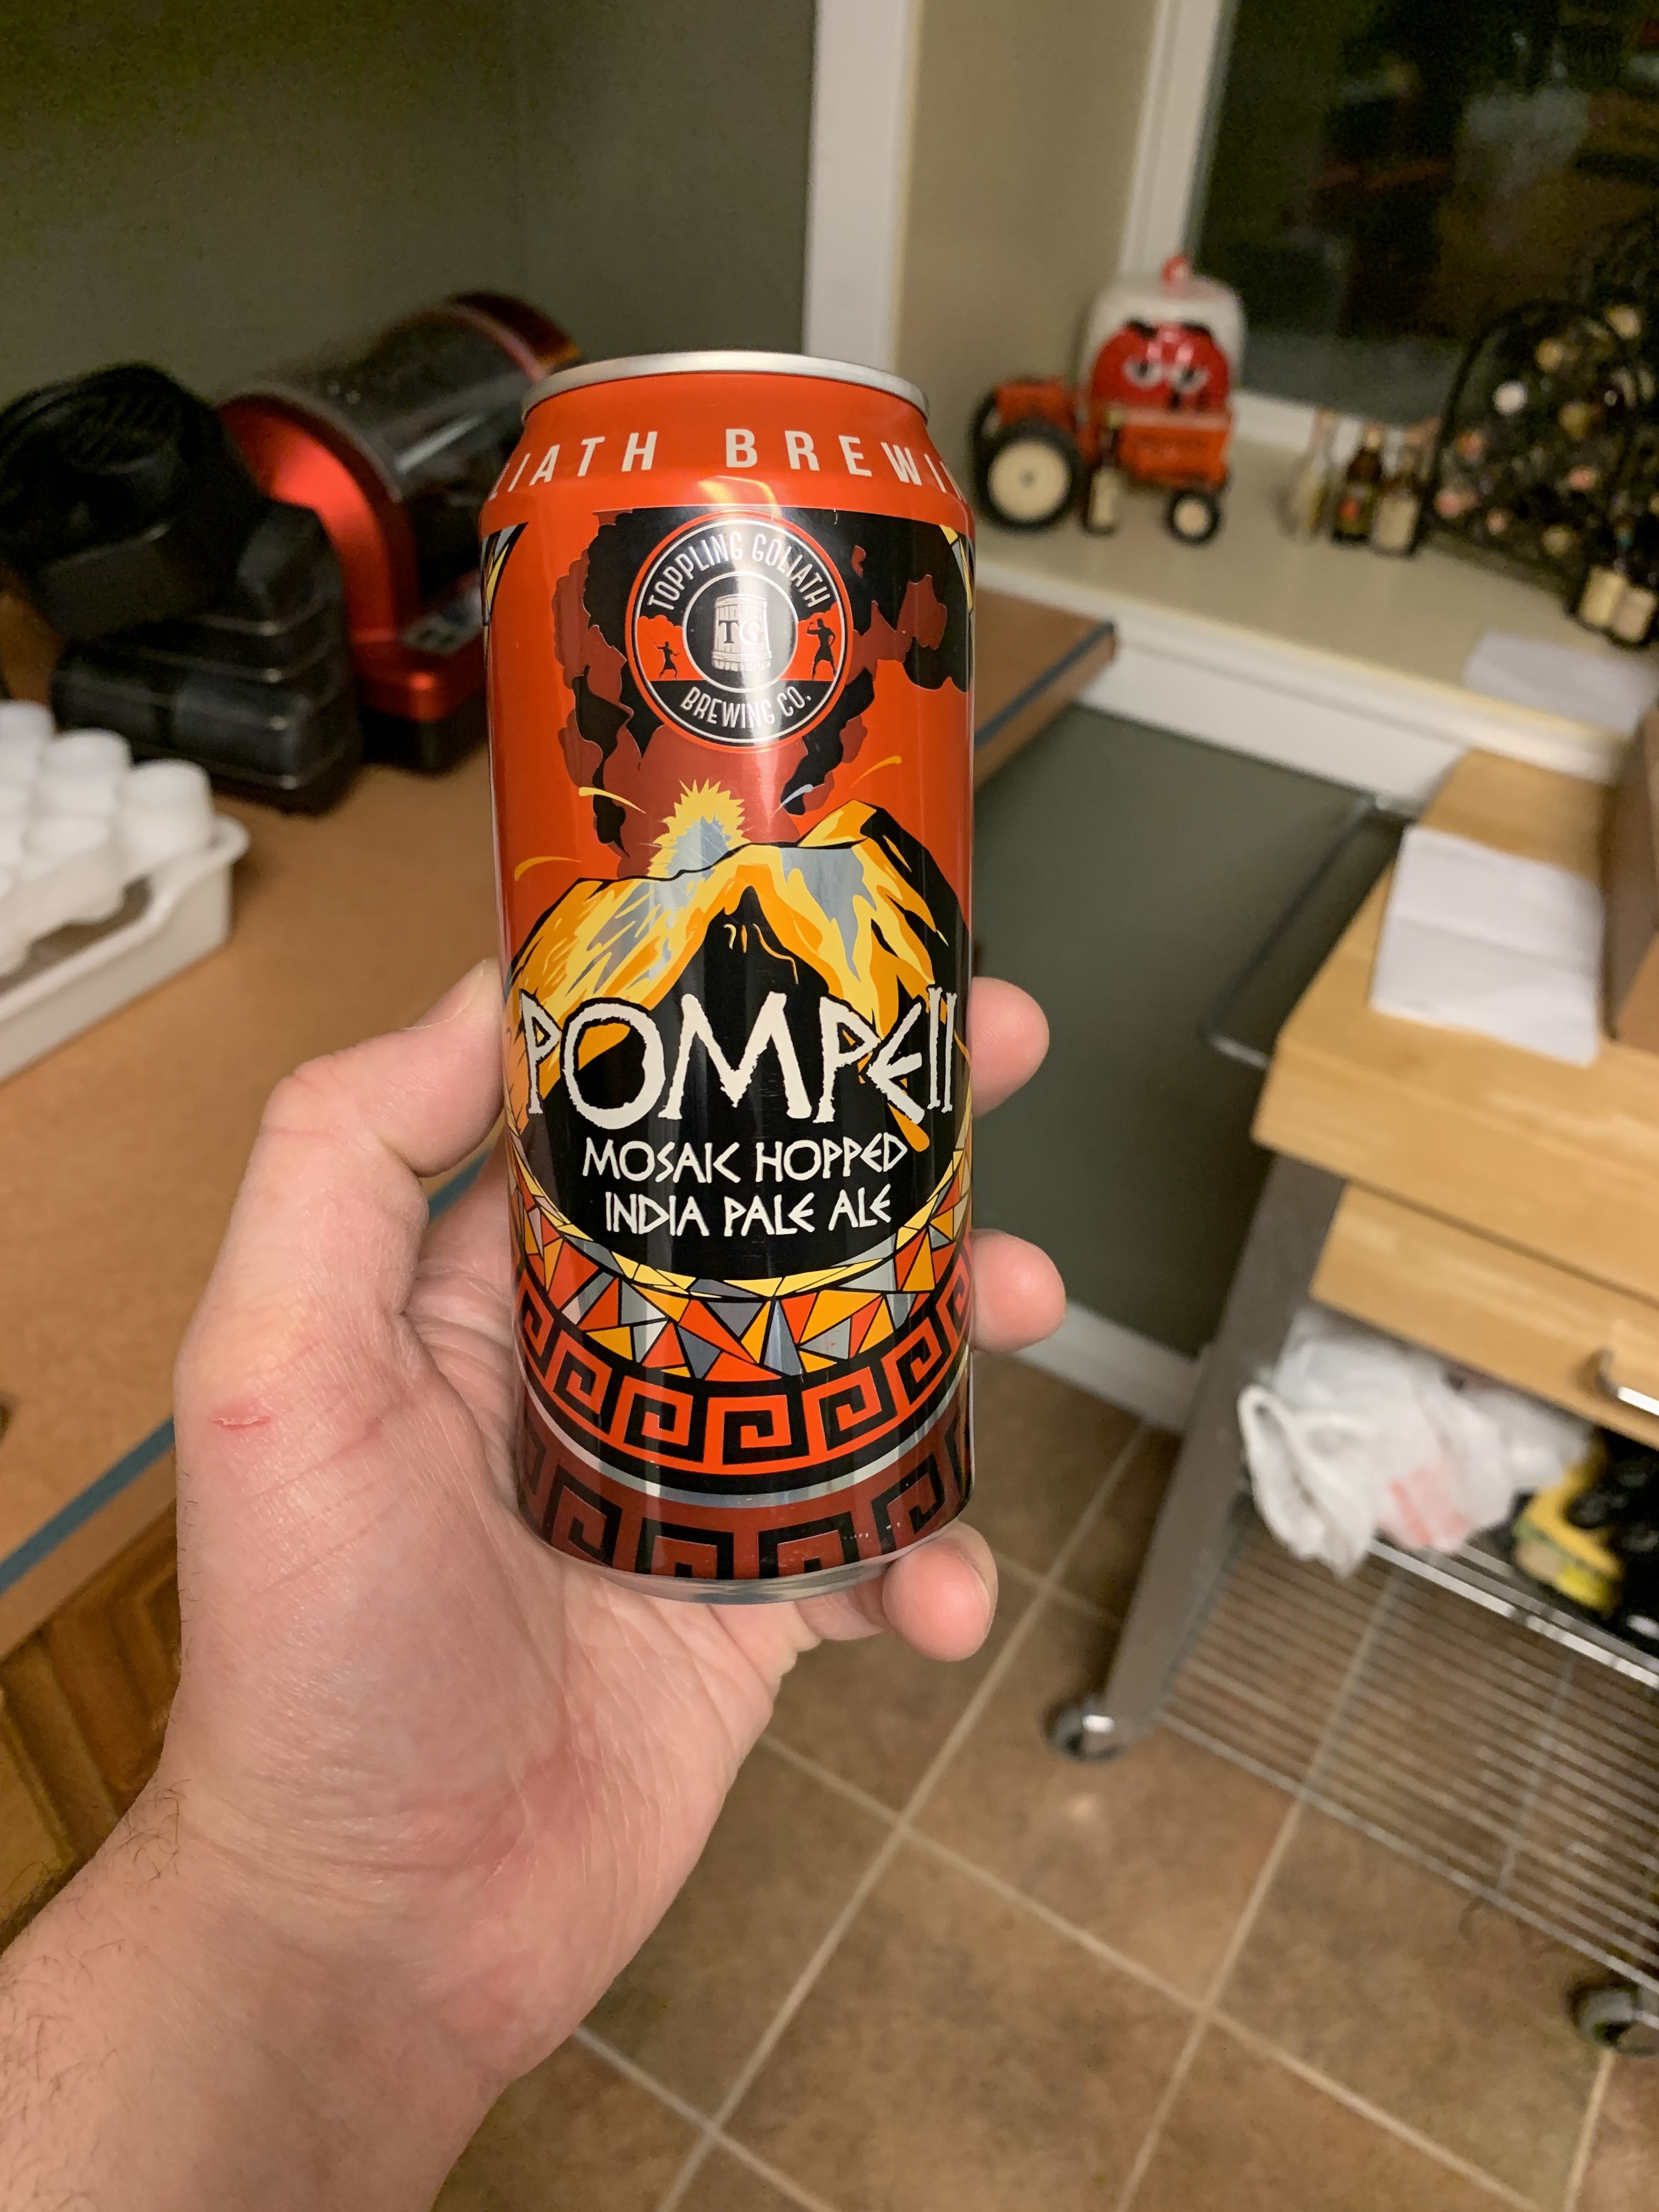 LIATH BREWI
TOPPLING GOLIATH
TG
BREWING CO.
POMPEII
MOSAIC HOPPED
INDIA PALE ALE